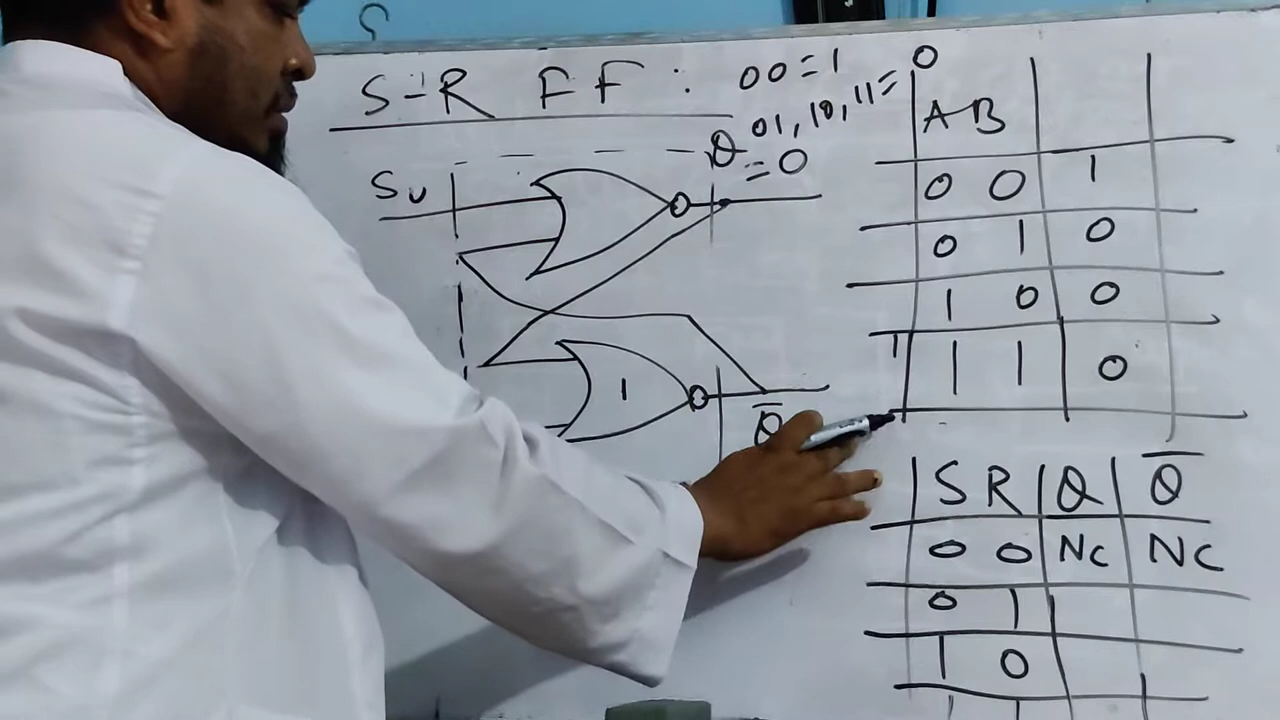 S-R FF : 00 = 1
01, 10, 11 = 0
Q = 0
S
1
Q̅
A B
0 0 1
0 1 0
1 0 0
1 1 0
S R Q Q̅
0 0 NC NC
0 1
1 0